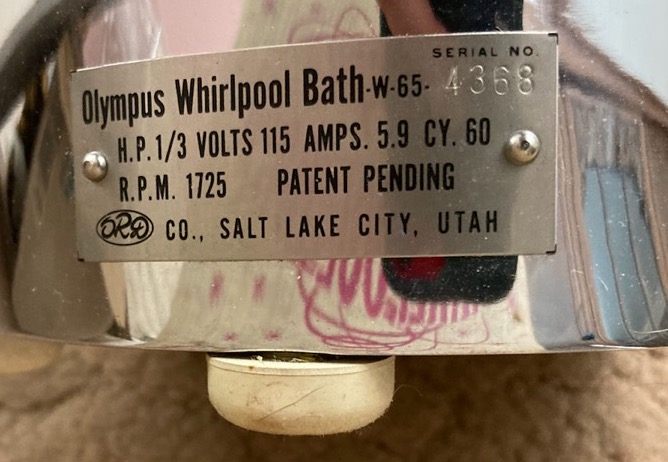 SERIAL NO.
Olympus Whirlpool Bath-W-65- 4368
H.P. 1/3 VOLTS 115 AMPS. 5.9 CY. 60
R.P.M. 1725 PATENT PENDING
ORD CO., SALT LAKE CITY, UTAH